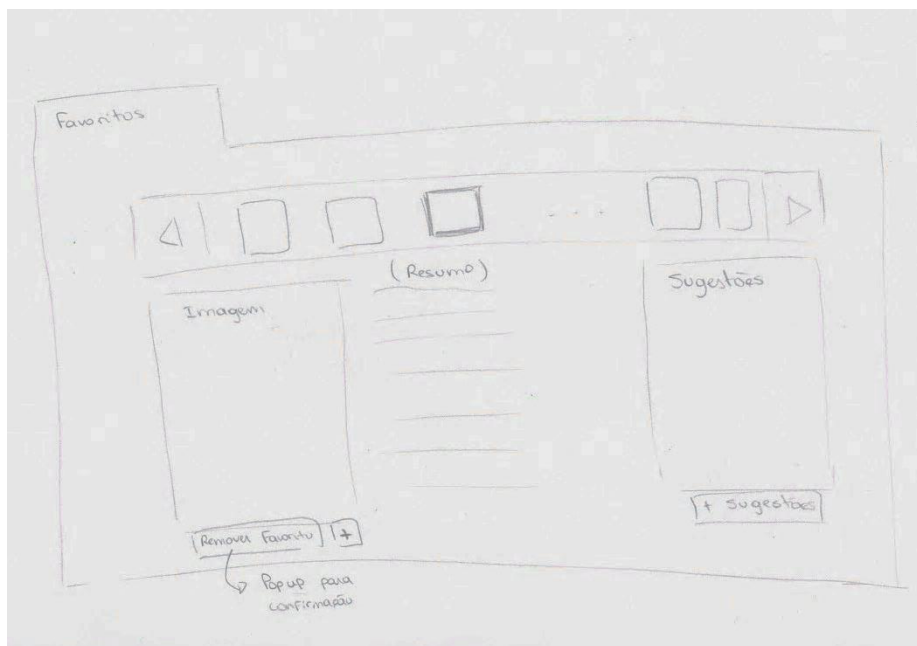 Favoritos
. . . .
(Resumo)
Imagem
Sugestões
Remover Favorito +
+ Sugestões
Popup para
confirmação